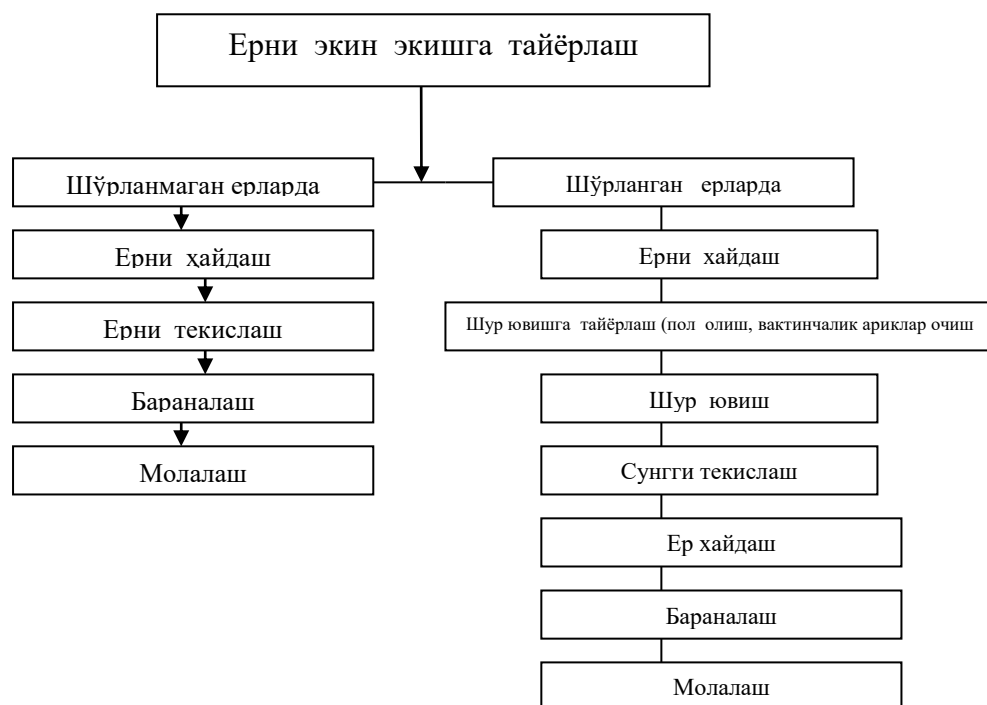 Ерни экин экишга тайёрлаш
Шўрланмаган ерларда
Ерни ҳайдаш
Ерни текислаш
Бараналаш
Молалаш
Шўрланган ерларда
Ерни хайдаш
Шур ювишга тайёрлаш (пол олиш, вактинчалик ариклар очиш
Шур ювиш
Сунгги текислаш
Ер хайдаш
Бараналаш
Молалаш